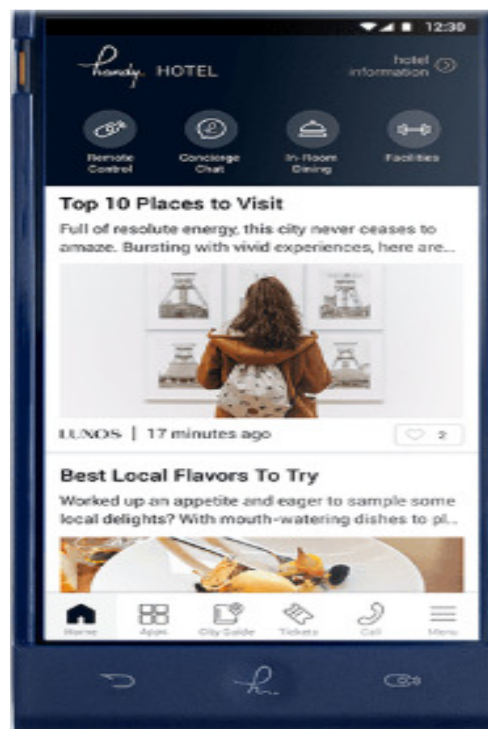 12:30
handy HOTEL
hotel
information
Remote
Control
Concierge
Chat
In-Room
Dining
Facilities
Top 10 Places to Visit
Full of resolute energy, this city never ceases to
amaze. Bursting with vivid experiences, here are...
LUXOS | 17 minutes ago
2
Best Local Flavors To Try
Worked up an appetite and eager to sample some
local delights? With mouth-watering dishes to pl...
Home
Apps
City Guide
Tickets
Call
Menu
h.